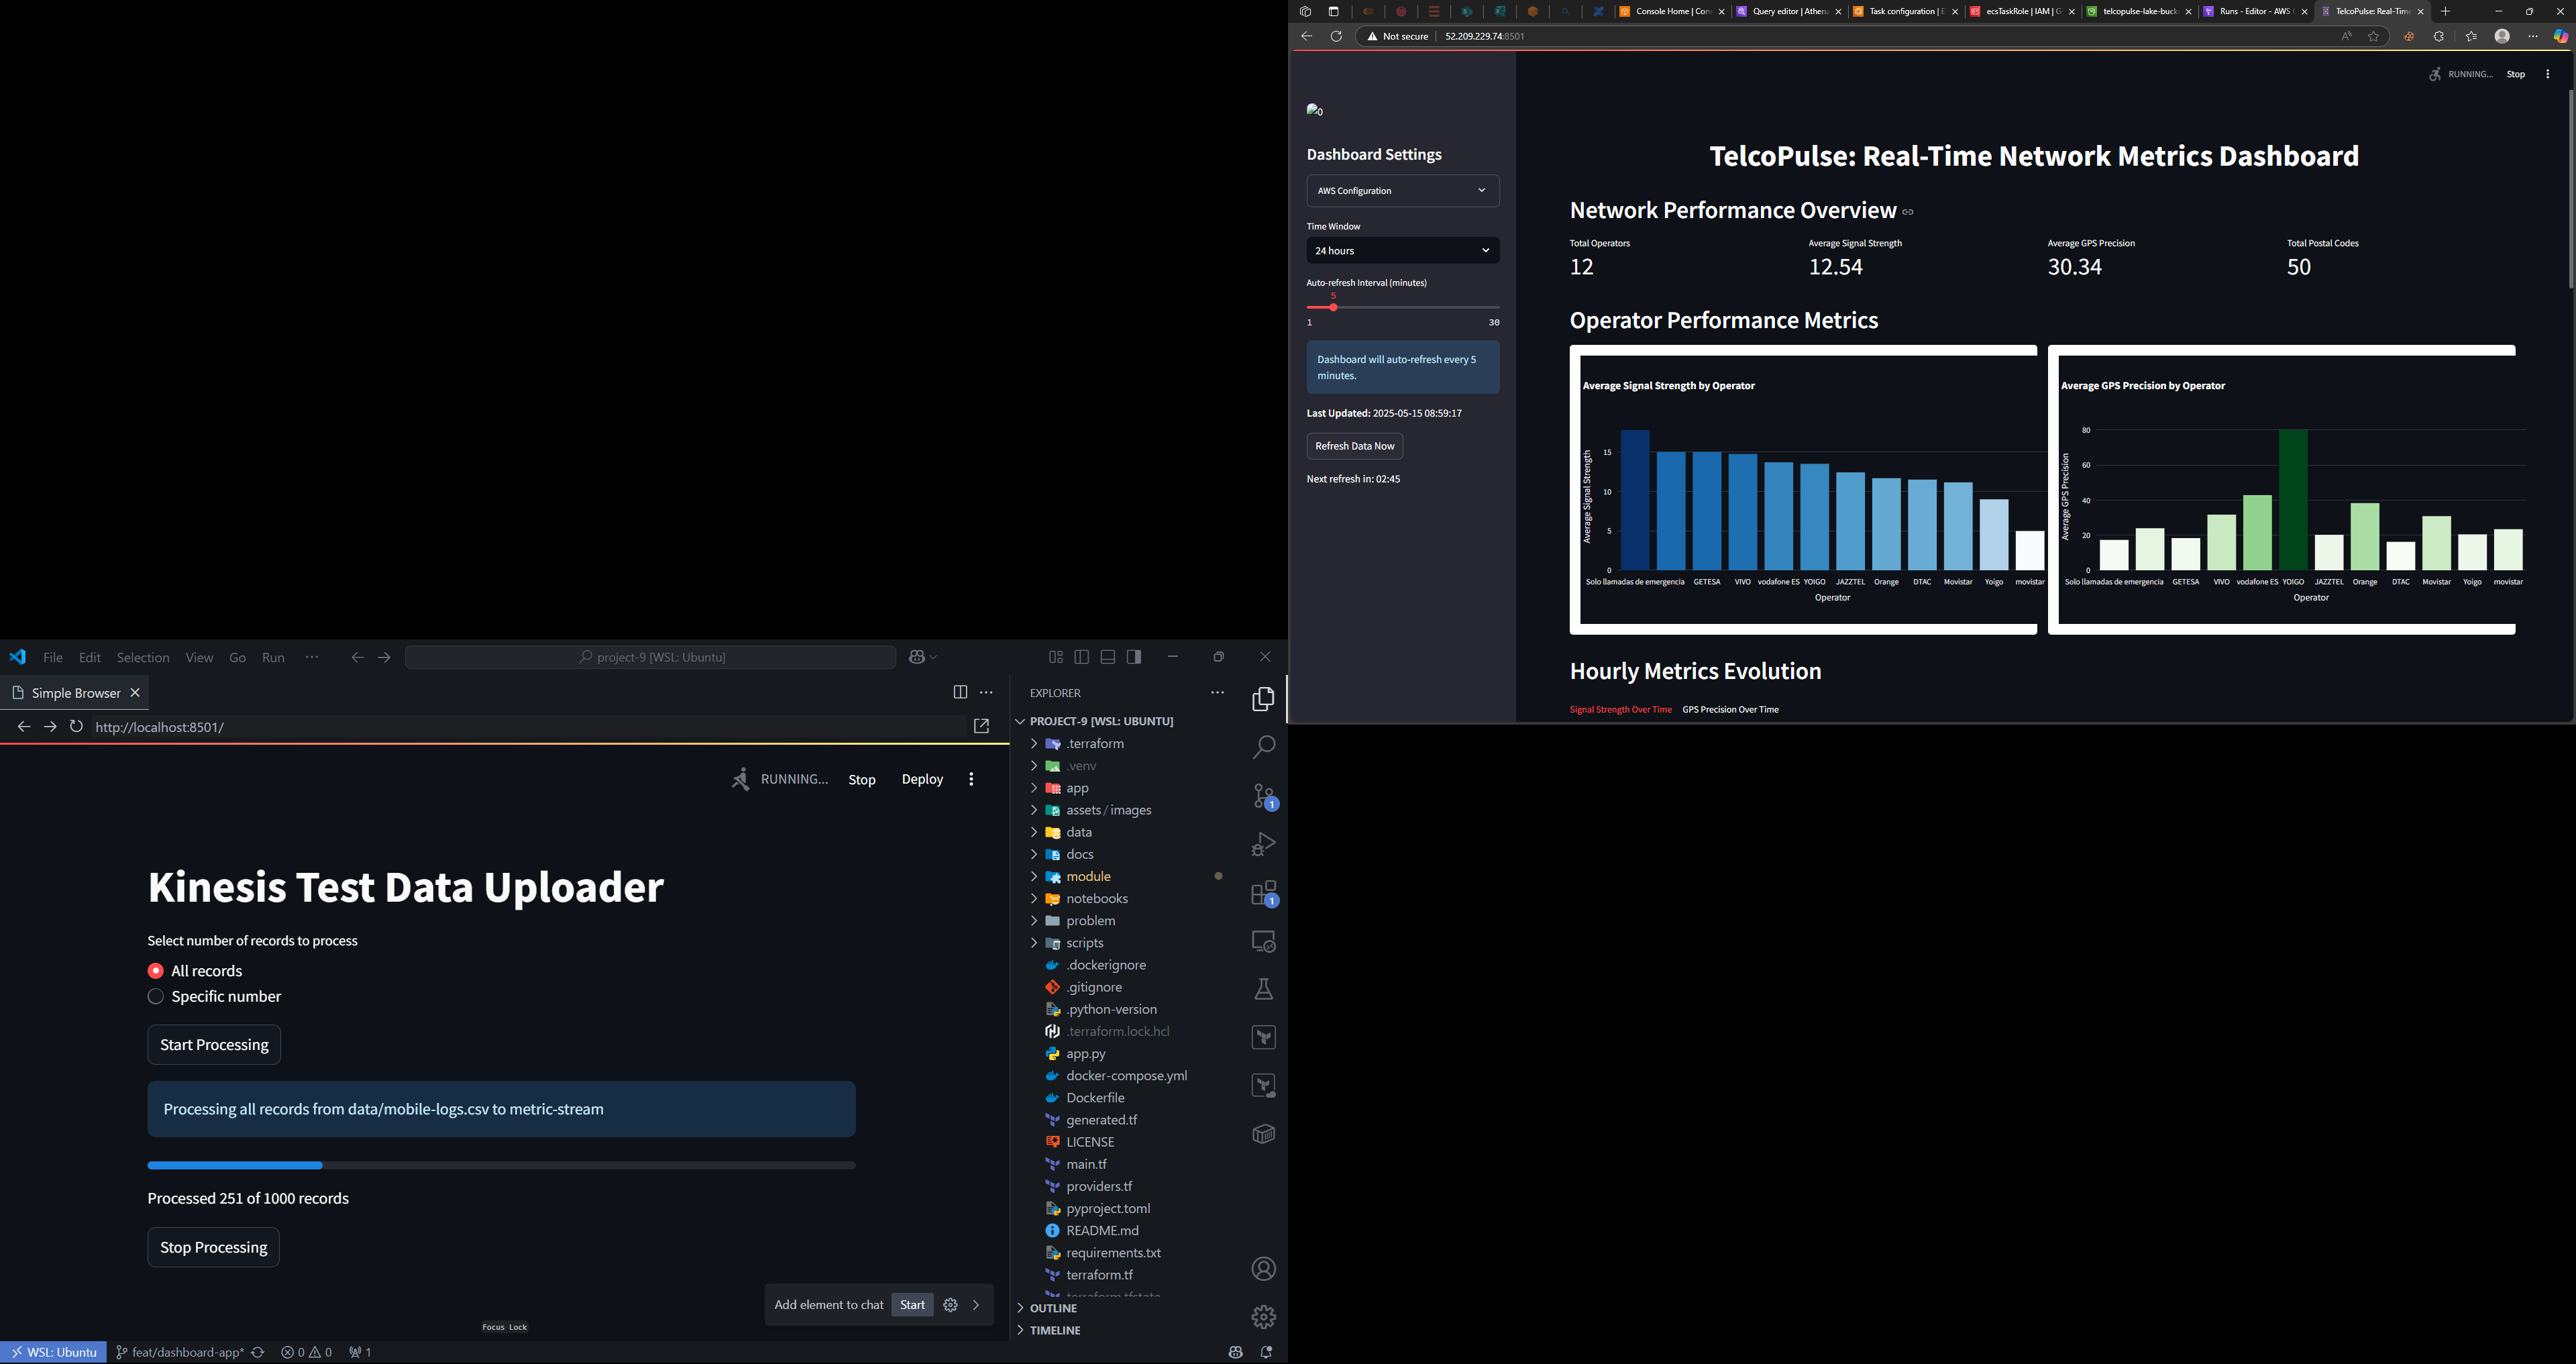 Console Home | Con
Query editor | Athen
Task configuration | E
ecsTaskRole | IAM | G
telcopulse-lake-buck
Runs - Editor - AWS
TelcoPulse: Real-Tim
Not secure
52.209.229.74:8501
RUNNING...
Stop
0
Dashboard Settings
AWS Configuration
Time Window
24 hours
Auto-refresh Interval (minutes)
5
1
30
Dashboard will auto-refresh every 5
minutes.
Last Updated: 2025-05-15 08:59:17
Refresh Data Now
Next refresh in: 02:45
TelcoPulse: Real-Time Network Metrics Dashboard
Network Performance Overview
Total Operators
12
Average Signal Strength
12.54
Average GPS Precision
30.34
Total Postal Codes
50
Operator Performance Metrics
Average Signal Strength by Operator
Average Signal Strength
15
10
5
0
Solo llamadas de emergencia GETESA VIVO vodafone ES YOIGO JAZZTEL Orange DTAC Movistar Yoigo movistar
Operator
Average GPS Precision by Operator
Average GPS Precision
80
60
40
20
0
Solo llamadas de emergencia GETESA VIVO vodafone ES YOIGO JAZZTEL Orange DTAC Movistar Yoigo movistar
Operator
Hourly Metrics Evolution
Signal Strength Over Time GPS Precision Over Time
File Edit Selection View Go Run
project-9 [WSL: Ubuntu]
Simple Browser
http://localhost:8501/
RUNNING...
Stop
Deploy
Kinesis Test Data Uploader
Select number of records to process
All records
Specific number
Start Processing
Processing all records from data/mobile-logs.csv to metric-stream
Processed 251 of 1000 records
Stop Processing
Add element to chat Start
Focus Lock
EXPLORER
PROJECT-9 [WSL: UBUNTU]
.terraform
.venv
app
assets / images
data
docs
module
notebooks
problem
scripts
.dockerignore
.gitignore
.python-version
.terraform.lock.hcl
app.py
docker-compose.yml
Dockerfile
generated.tf
LICENSE
main.tf
providers.tf
pyproject.toml
README.md
requirements.txt
terraform.tf
terraform.tfstate
OUTLINE
TIMELINE
1
1
WSL: Ubuntu
feat/dashboard-app*
0
0
1